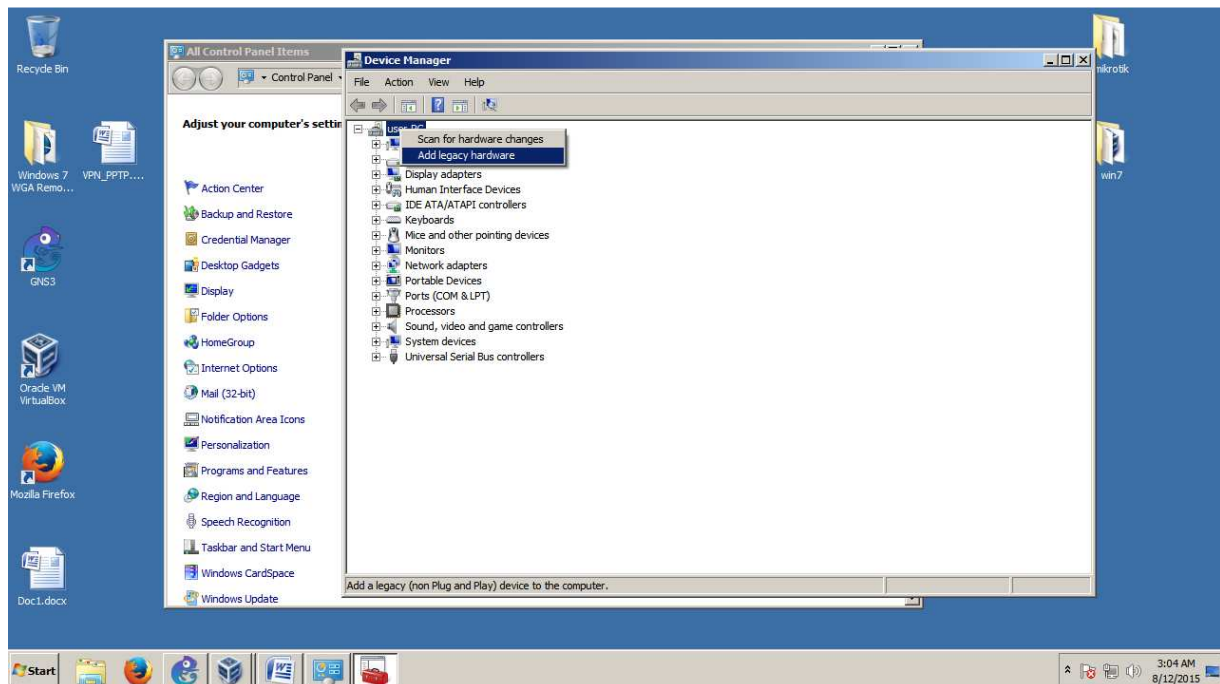 Recycle Bin
Windows 7
WGA Remo...
VPN_PPTP....
GNS3
Oracle VM
VirtualBox
Mozilla Firefox
Doc1.docx
All Control Panel Items
Control Panel
Adjust your computer's settin
Action Center
Backup and Restore
Credential Manager
Desktop Gadgets
Display
Folder Options
HomeGroup
Internet Options
Mail (32-bit)
Notification Area Icons
Personalization
Programs and Features
Region and Language
Speech Recognition
Taskbar and Start Menu
Windows CardSpace
Windows Update
Device Manager
File Action View Help
Scan for hardware changes
Add legacy hardware
Display adapters
Human Interface Devices
IDE ATA/ATAPI controllers
Keyboards
Mice and other pointing devices
Monitors
Network adapters
Portable Devices
Ports (COM & LPT)
Processors
Sound, video and game controllers
System devices
Universal Serial Bus controllers
Add a legacy (non Plug and Play) device to the computer.
mikrotik
win7
Start
3:04 AM
8/12/2015